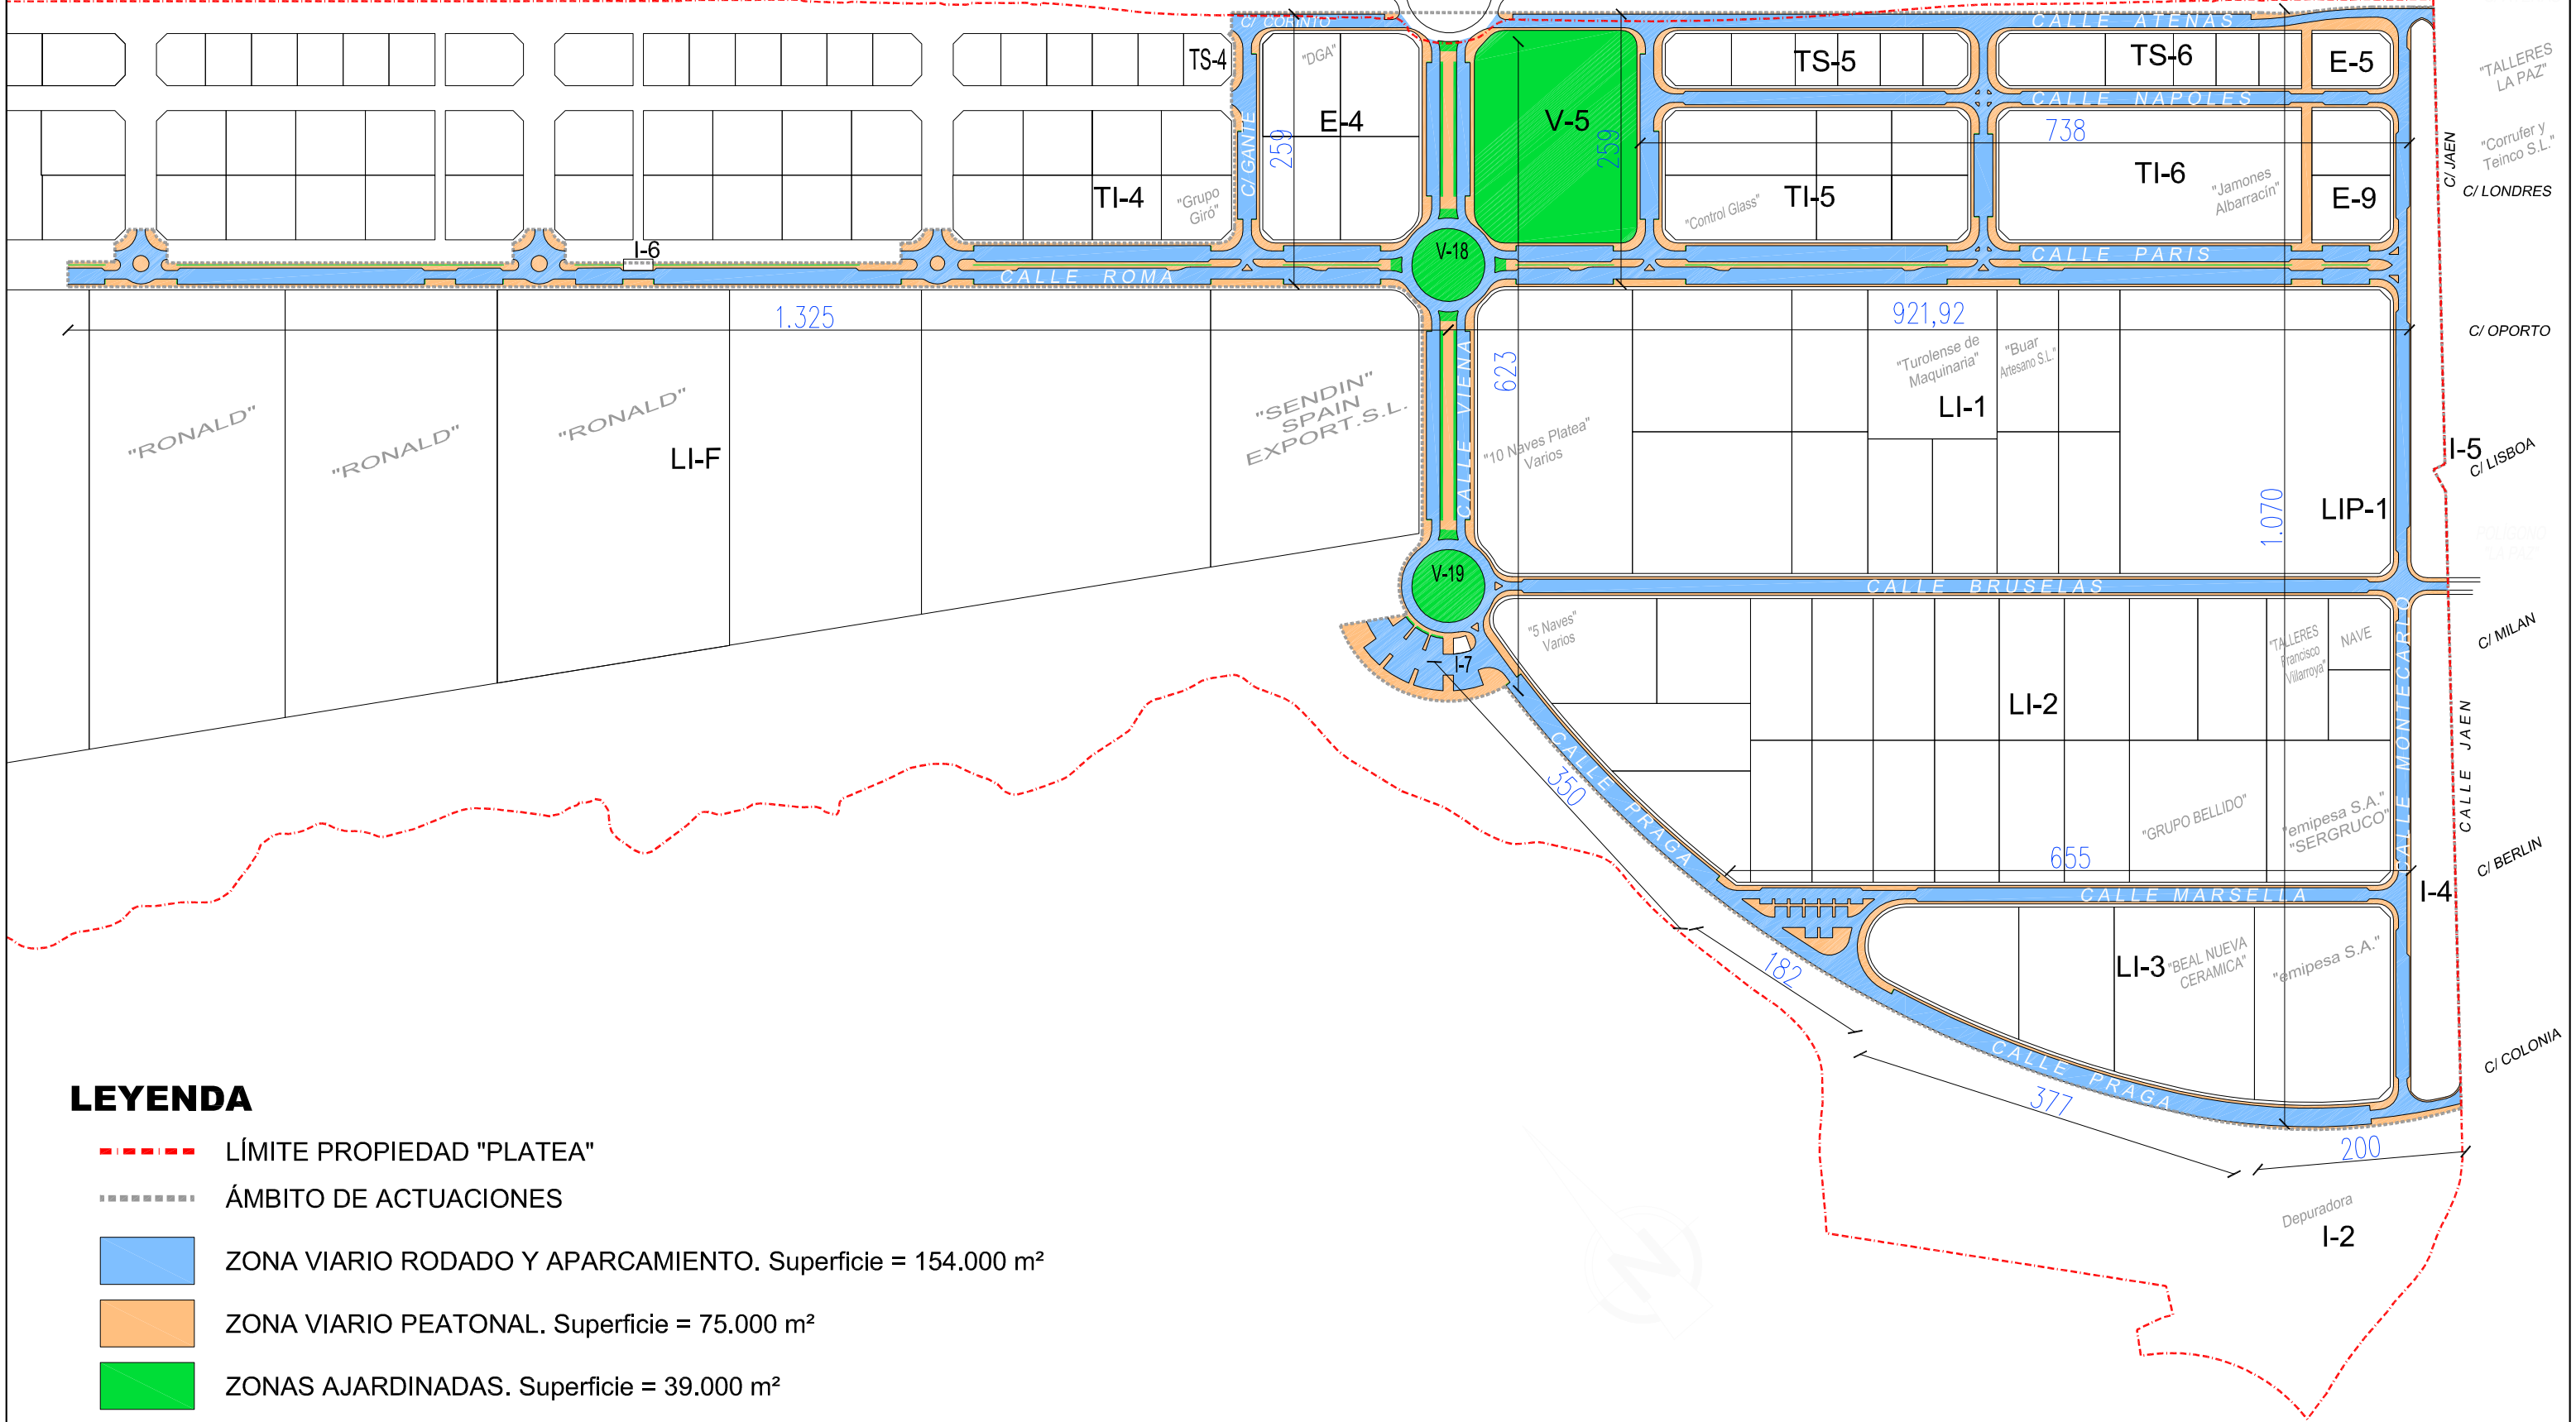 C/ CORINTO
CALLE ATENAS
TS-4
"DGA"
TS-5
TS-6
E-5
"TALLERES
LA PAZ"
CALLE NAPOLES
C/ GANTE
259
E-4
V-5
259
738
"Corrufer y
Teinco S.L."
C/ JAEN
TI-4
"Grupo
Giró"
"Control Glass"
TI-5
TI-6
"Jamones
Albarracín"
E-9
C/ LONDRES
I-6
V-18
CALLE PARIS
CALLE ROMA
1.325
921,92
C/ OPORTO
"RONALD"
"RONALD"
"RONALD"
LI-F
"SENDIN"
SPAIN
EXPORT.S.L.
CALLE VIENA
623
"Turolense de
Maquinaria"
"Buar
Artesano S.L."
LI-1
"10 Naves Platea"
Varios
I-5
C/ LISBOA
1.070
LIP-1
POLIGONO
"LA PAZ"
V-19
CALLE BRUSELAS
"5 Naves"
Varios
I-7
"TALLERES
Francisco
Villarroya"
NAVE
C/ MILAN
CALLE MONTECARLO
LI-2
CALLE JAEN
CALLE PRAGA
350
"GRUPO BELLIDO"
"emipesa S.A."
"SERGRUCO"
655
C/ BERLIN
CALLE MARSELLA
I-4
182
LI-3
"BEAL NUEVA
CERAMICA"
"emipesa S.A."
CALLE PRAGA
377
C/ COLONIA
200
Depuradora
I-2
N
LEYENDA
LÍMITE PROPIEDAD "PLATEA"
ÁMBITO DE ACTUACIONES
ZONA VIARIO RODADO Y APARCAMIENTO. Superficie = 154.000 m²
ZONA VIARIO PEATONAL. Superficie = 75.000 m²
ZONAS AJARDINADAS. Superficie = 39.000 m²